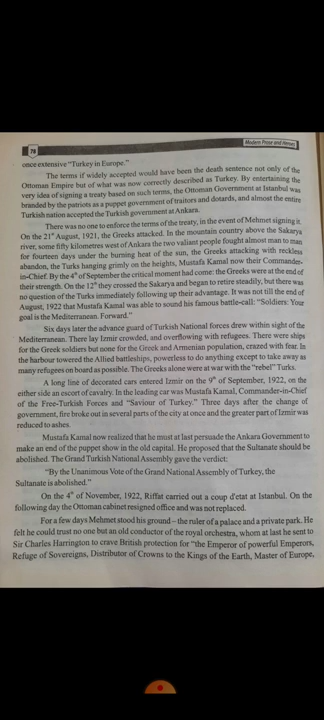 78
Modern Prose and Heroes
once extensive "Turkey in Europe."
The terms if widely accepted would have been the death sentence not only of the
Ottoman Empire but of what was now correctly described as Turkey. By entertaining the
very idea of signing a treaty based on such terms, the Ottoman Government at Istanbul was
branded by the patriots as a puppet government of traitors and dotards, and almost the entire
Turkish nation accepted the Turkish government at Ankara.
There was no one to enforce the terms of the treaty, in the event of Mehmet signing it.
On the 21st August, 1921, the Greeks attacked. In the mountain country above the Sakarya
river, some fifty kilometres west of Ankara the two valiant people fought almost man to man
for fourteen days under the burning heat of the sun, the Greeks attacking with reckless
abandon, the Turks hanging grimly on the heights, Mustafa Kamal now their Commander-
in-Chief. By the 4th of September the critical moment had come: the Greeks were at the end of
their strength. On the 12th they crossed the Sakarya and began to retire steadily, but there was
no question of the Turks immediately following up their advantage. It was not till the end of
August, 1922 that Mustafa Kamal was able to sound his famous battle-call: "Soldiers: Your
goal is the Mediterranean. Forward."
Six days later the advance guard of Turkish National forces drew within sight of the
Mediterranean. There lay Izmir crowded, and overflowing with refugees. There were ships
for the Greek soldiers but none for the Greek and Armenian population, crazed with fear. In
the harbour towered the Allied battleships, powerless to do anything except to take away as
many refugees on board as possible. The Greeks alone were at war with the "rebel" Turks.
A long line of decorated cars entered Izmir on the 9th of September, 1922, on the
either side an escort of cavalry. In the leading car was Mustafa Kamal, Commander-in-Chief
of the Free-Turkish Forces and "Saviour of Turkey." Three days after the change of
government, fire broke out in several parts of the city at once and the greater part of Izmir was
reduced to ashes.
Mustafa Kamal now realized that he must at last persuade the Ankara Government to
make an end of the puppet show in the old capital. He proposed that the Sultanate should be
abolished. The Grand Turkish National Assembly gave the verdict:
"By the Unanimous Vote of the Grand National Assembly of Turkey, the
Sultanate is abolished."
On the 4th of November, 1922, Riffat carried out a coup d'etat at Istanbul. On the
following day the Ottoman cabinet resigned office and was not replaced.
For a few days Mehmet stood his ground – the ruler of a palace and a private park. He
felt he could trust no one but an old conductor of the royal orchestra, whom at last he sent to
Sir Charles Harrington to crave British protection for "the Emperor of powerful Emperors,
Refuge of Sovereigns, Distributor of Crowns to the Kings of the Earth, Master of Europe,